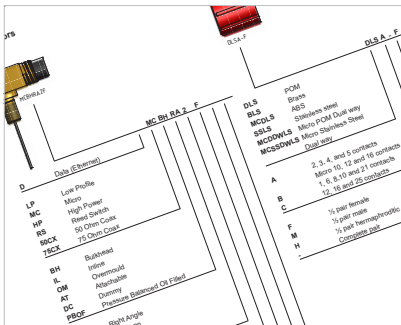 ors
MCBHRA2F
MC BH RA 2 F
D Data (Ethernet)
LP Low Profile
MC Micro
HP High Power
RS Reed Switch
50CX 50 Ohm Coax
75CX 75 Ohm Coax
BH Bulkhead
IL Inline
OM Overmould
AT Attachable
DC Dummy
PBOF Pressure Balanced Oil Filled
Right Angle
DLSA-F
DLS A - F
DLS POM
BLS Brass
MCDLS ABS
SSLS Stainless steel
MCDDWLS Micro POM Dual way
MCSSDWLS Micro Stainless Steel
Dual way
A 2, 3, 4, and 5 contacts
Micro 10, 12 and 16 contacts
B 1, 6, 8,10 and 21 contacts
C 12, 16 and 25 contacts
F ½ pair female
M ½ pair mate
H ½ pair hermaphroditic
- Complete pair